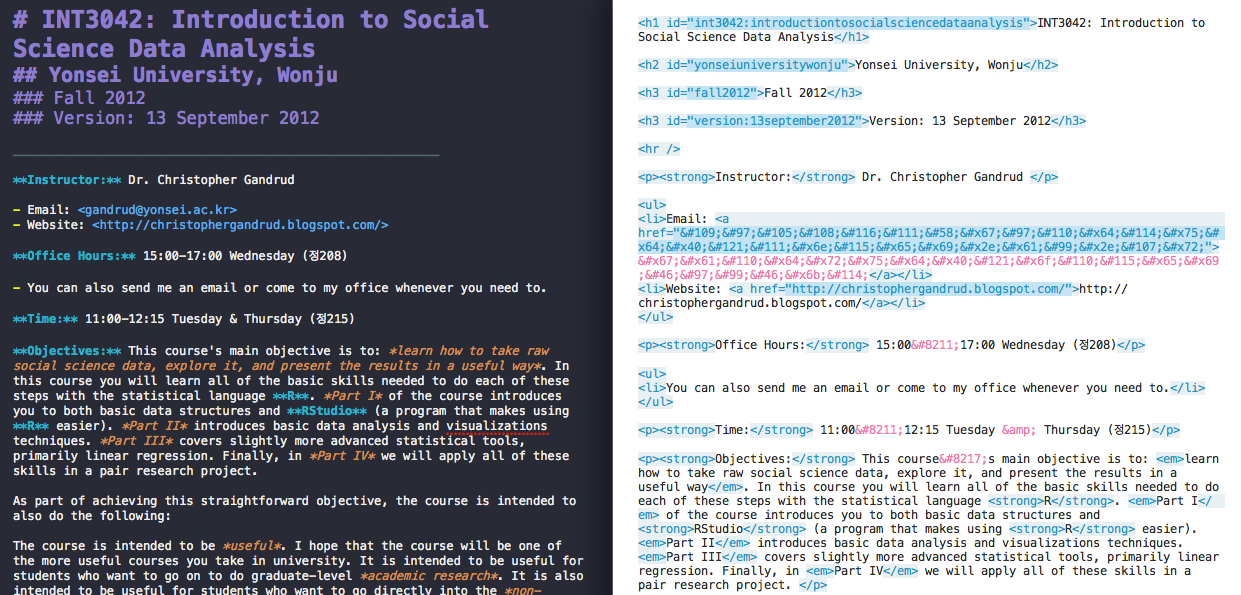 # INT3042: Introduction to Social
Science Data Analysis
## Yonsei University, Wonju
### Fall 2012
### Version: 13 September 2012
**Instructor:** Dr. Christopher Gandrud
- Email: <gandrud@yonsei.ac.kr>
- Website: <http://christophergandrud.blogspot.com/>
**Office Hours:** 15:00-17:00 Wednesday (정208)
- You can also send me an email or come to my office whenever you need to.
**Time:** 11:00-12:15 Tuesday & Thursday (정215)
**Objectives:** This course's main objective is to: *learn how to take raw
social science data, explore it, and present the results in a useful way*. In
this course you will learn all of the basic skills needed to do each of these
steps with the statistical language **R**. *Part I* of the course introduces
you to both basic data structures and **RStudio** (a program that makes using
**R** easier). *Part II* introduces basic data analysis and visualizations
techniques. *Part III* covers slightly more advanced statistical tools,
primarily linear regression. Finally, in *Part IV* we will apply all of these
skills in a pair research project.
As part of achieving this straightforward objective, the course is intended to
also do the following:
The course is intended to be *useful*. I hope that the course will be one of
the more useful courses you take in university. It is intended to be useful for
students who want to go on to do graduate-level *academic research*. It is also
intended to be useful for students who want to go directly into the *non-
<h1 id="int3042:introductiontosocialsciencedataanalysis">INT3042: Introduction to
Social Science Data Analysis</h1>
<h2 id="yonseiuniversitywonju">Yonsei University, Wonju</h2>
<h3 id="fall2012">Fall 2012</h3>
<h3 id="version:13september2012">Version: 13 September 2012</h3>
<hr />
<p><strong>Instructor:</strong> Dr. Christopher Gandrud </p>
<ul>
<li>Email: <a
href="&#109;&#97;&#105;&#108;&#116;&#111;&#58;&#x67;&#97;&#110;&#x64;&#114;&#x75;&#
x64;&#x40;&#121;&#111;&#x6e;&#115;&#x65;&#x69;&#x2e;&#x61;&#99;&#x2e;&#107;&#x72;">
&#x67;&#x61;&#110;&#x64;&#x72;&#x75;&#x64;&#x40;&#121;&#x6f;&#110;&#115;&#x65;&#x69
;&#46;&#97;&#99;&#46;&#x6b;&#114;</a></li>
<li>Website: <a href="http://christophergandrud.blogspot.com/">http://
christophergandrud.blogspot.com/</a></li>
</ul>
<p><strong>Office Hours:</strong> 15:00&#8211;17:00 Wednesday (정208)</p>
<ul>
<li>You can also send me an email or come to my office whenever you need to.</li>
</ul>
<p><strong>Time:</strong> 11:00&#8211;12:15 Tuesday &amp; Thursday (정215)</p>
<p><strong>Objectives:</strong> This course&#8217;s main objective is to: <em>learn
how to take raw social science data, explore it, and present the results in a
useful way</em>. In this course you will learn all of the basic skills needed to do
each of these steps with the statistical language <strong>R</strong>. <em>Part I</
em> of the course introduces you to both basic data structures and
<strong>RStudio</strong> (a program that makes using <strong>R</strong> easier).
<em>Part II</em> introduces basic data analysis and visualizations techniques.
<em>Part III</em> covers slightly more advanced statistical tools, primarily linear
regression. Finally, in <em>Part IV</em> we will apply all of these skills in a
pair research project. </p>